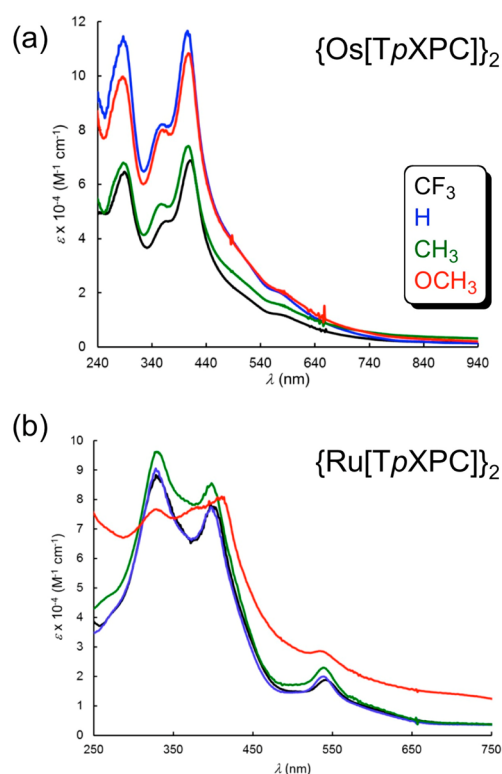 (a)
{Os[TpXPC]}₂
12
10
8
6
4
2
0
ε x 10⁻⁴ (M⁻¹ cm⁻¹)
CF₃
H
CH₃
OCH₃
240 340 440 540 640 740 840 940
λ (nm)
(b)
{Ru[TpXPC]}₂
10
9
8
7
6
5
4
3
2
1
0
ε x 10⁻⁴ (M⁻¹ cm⁻¹)
250 350 450 550 650 750
λ (nm)